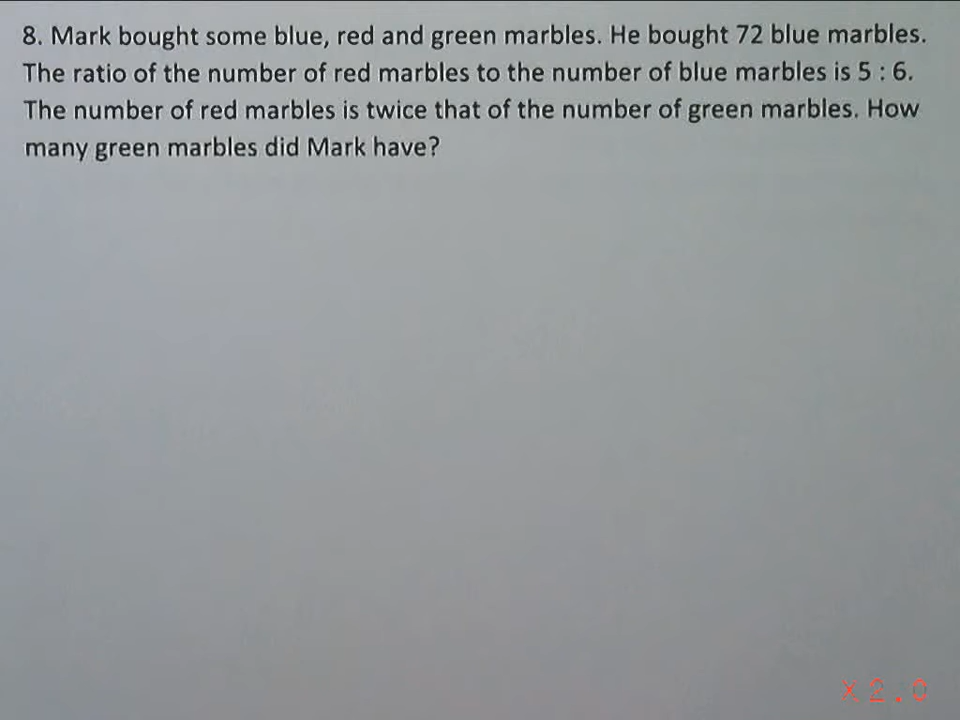 8. Mark bought some blue, red and green marbles. He bought 72 blue marbles.
The ratio of the number of red marbles to the number of blue marbles is 5 : 6.
The number of red marbles is twice that of the number of green marbles. How
many green marbles did Mark have?
X2.0